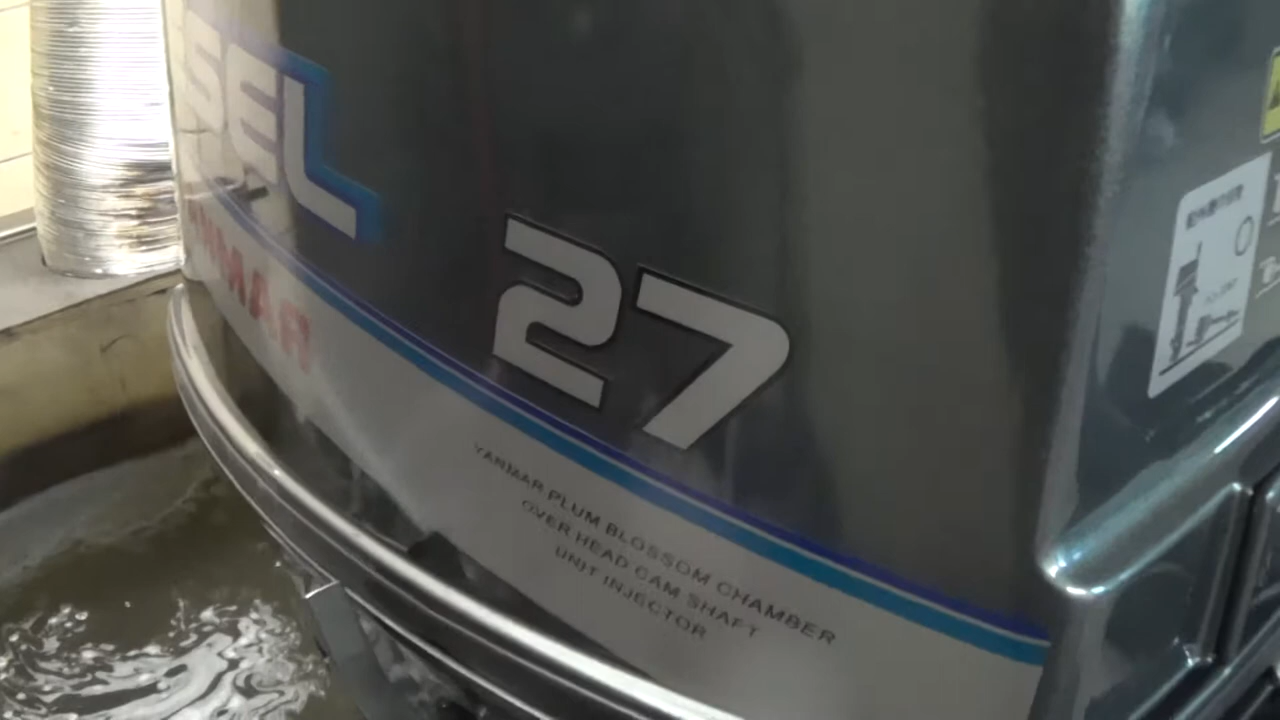 SEL
27
YANMAR
YANMAR PLUM BLOSSOM CHAMBER
OVER HEAD CAM SHAFT
UNIT INJECTOR